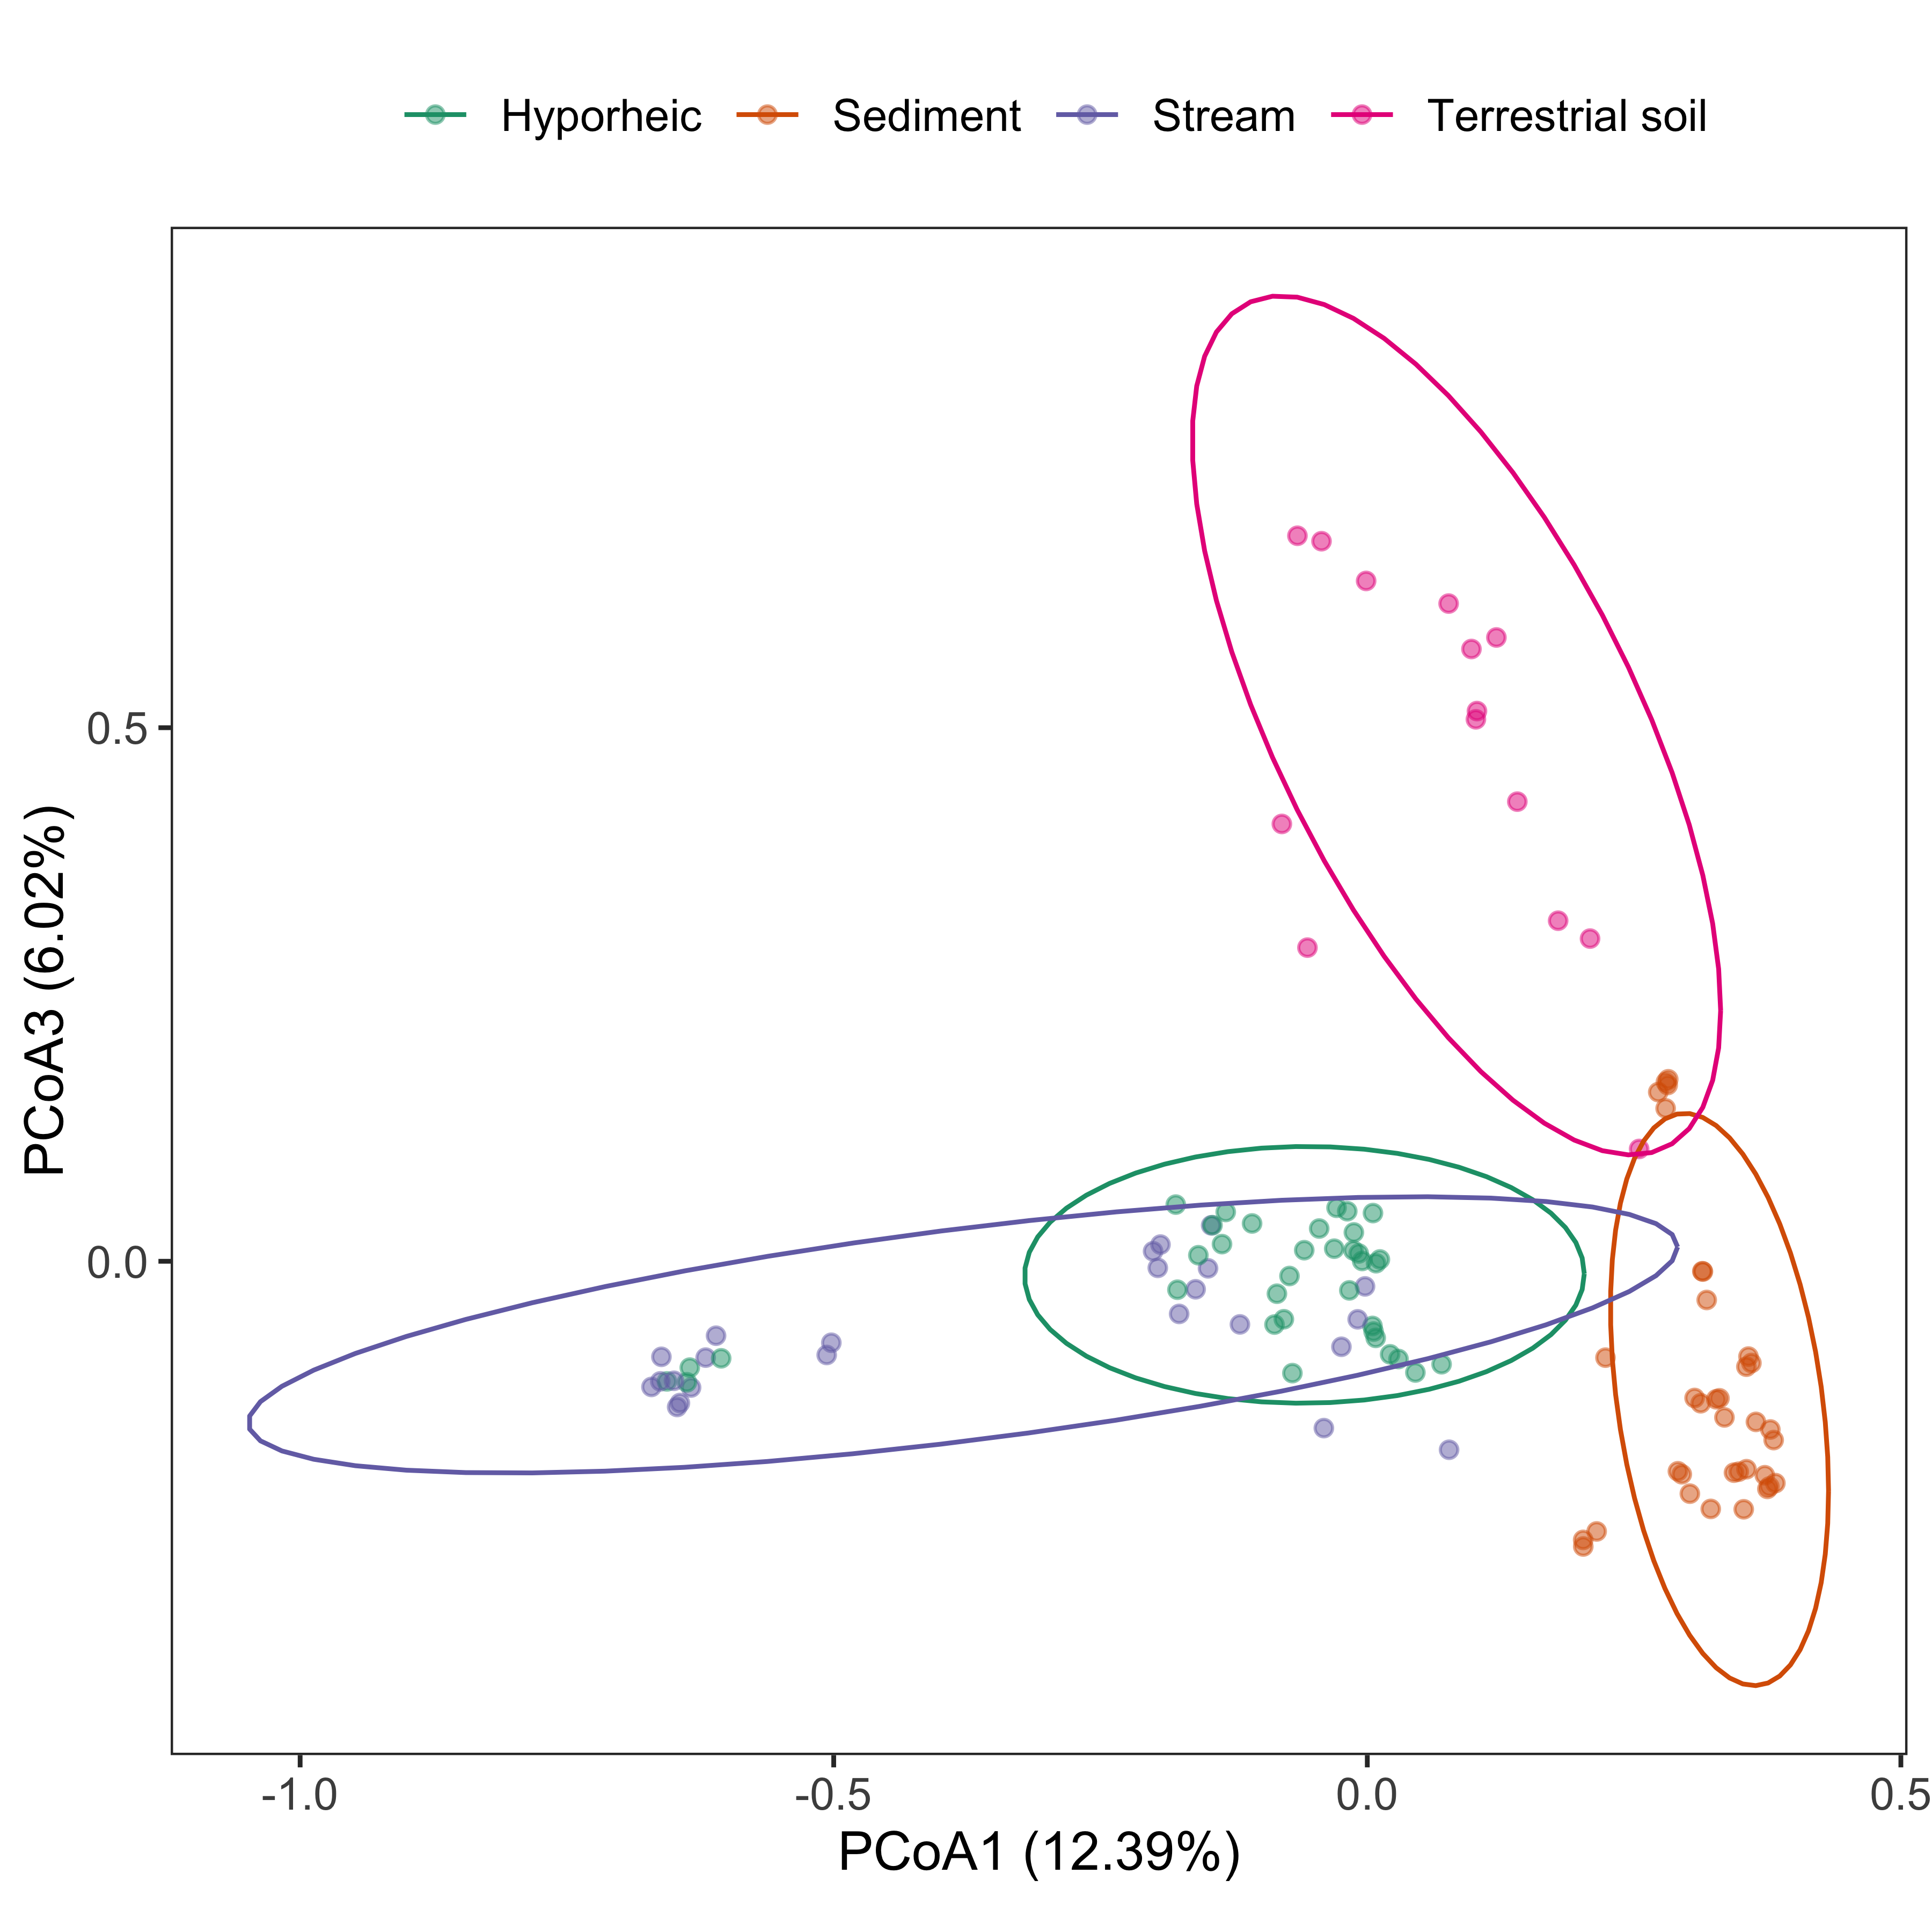 Hyporheic Sediment Stream Terrestrial soil
PCoA3 (6.02%)
0.5
0.0
-1.0 -0.5 0.0 0.5
PCoA1 (12.39%)